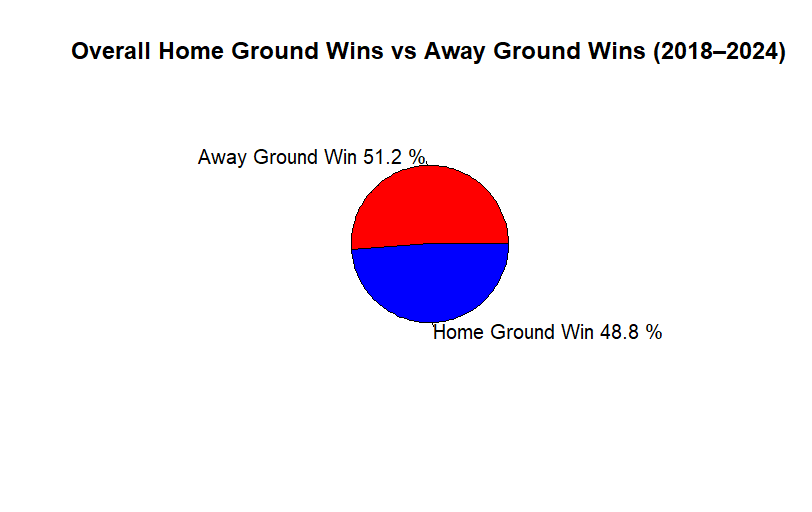 Overall Home Ground Wins vs Away Ground Wins (2018–2024)
Away Ground Win 51.2 %
Home Ground Win 48.8 %